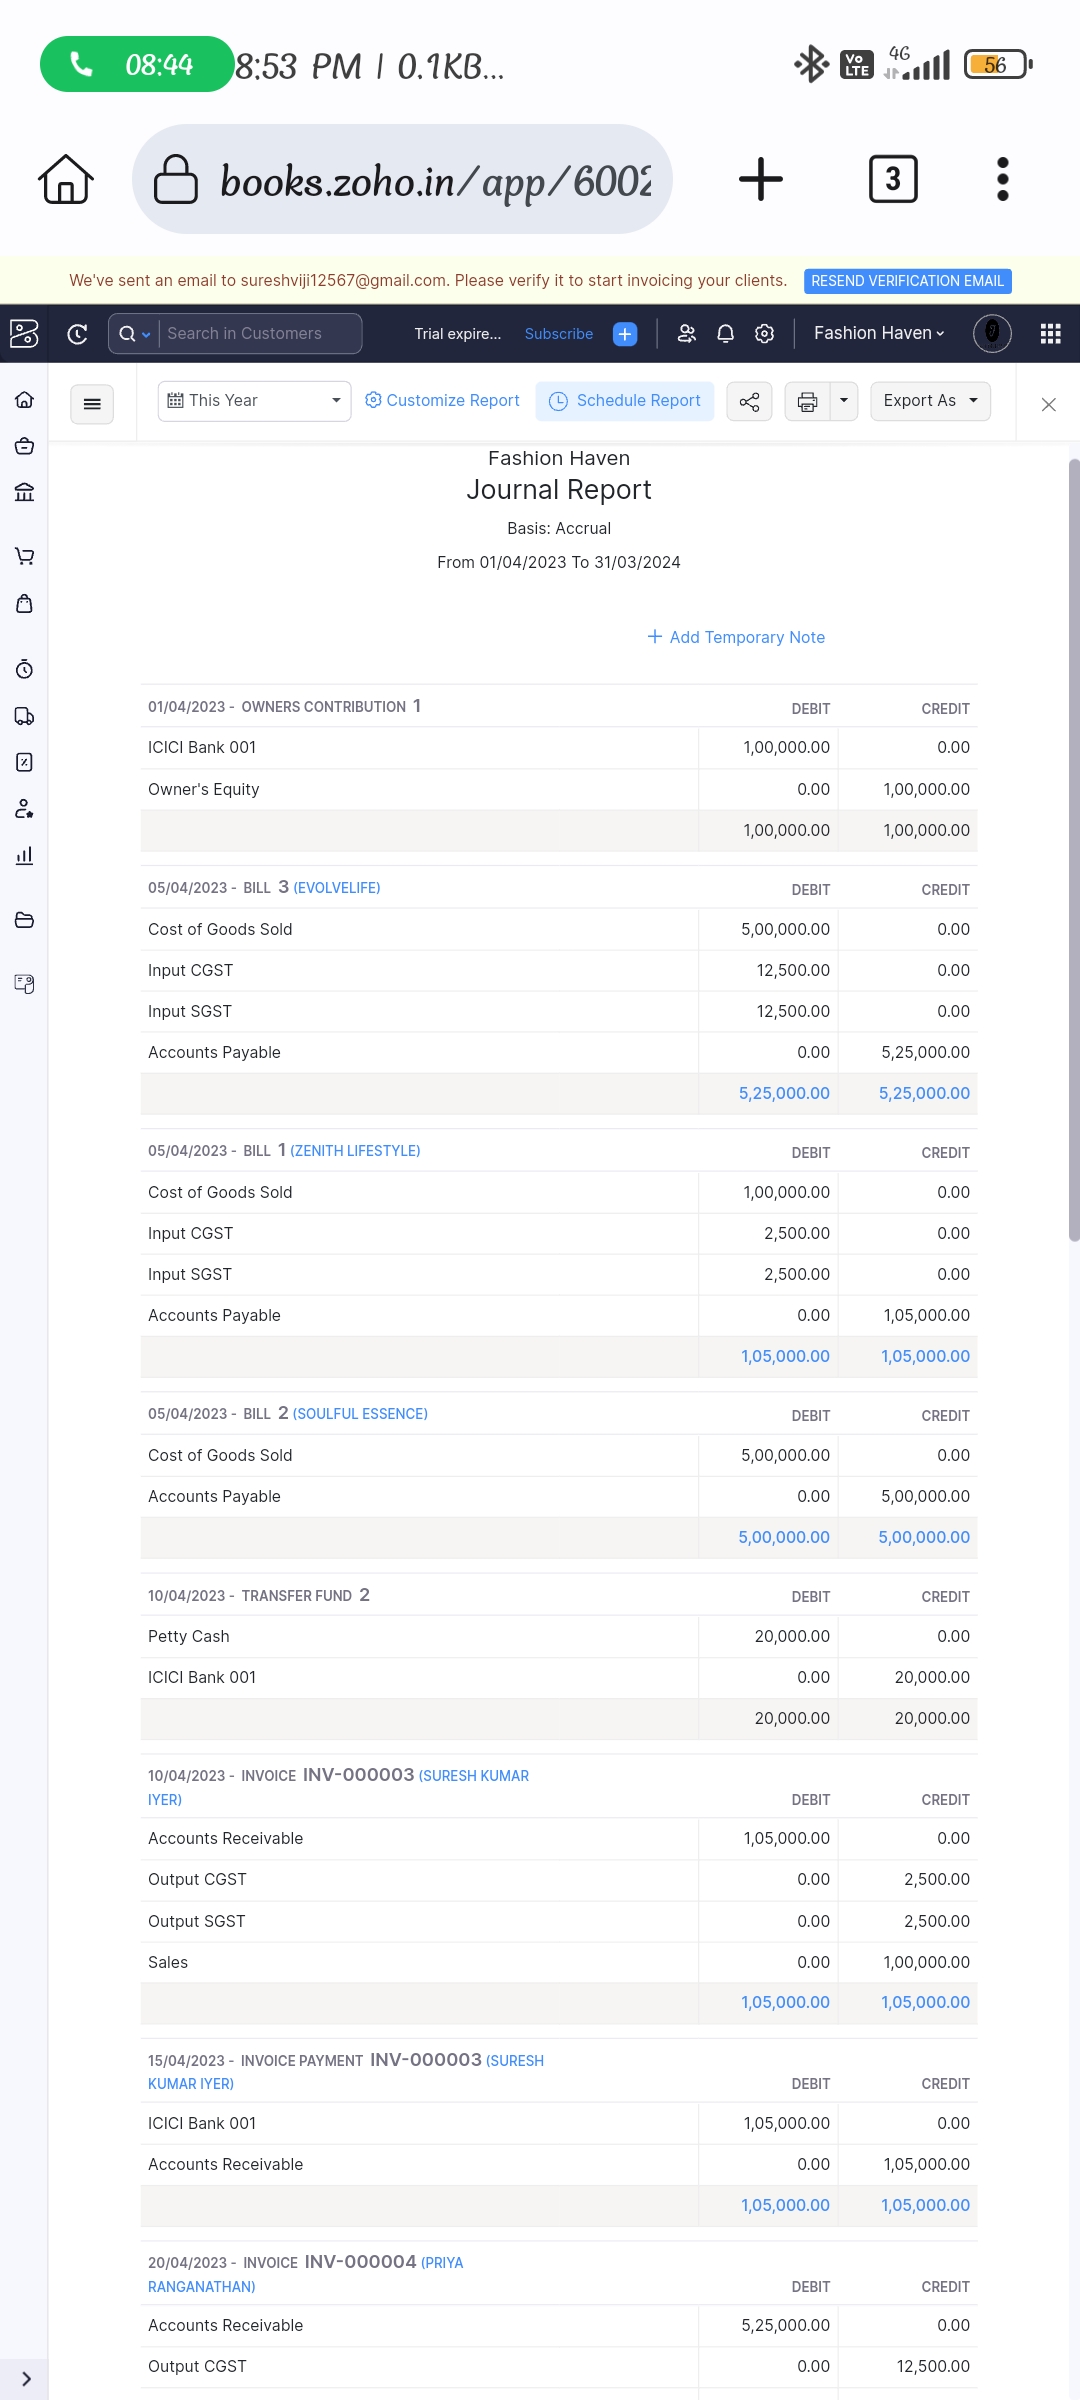 08:44 8:53 PM | 0.1KB... VoLTE 4G 56
books.zoho.in/app/6002 3
We've sent an email to sureshviji12567@gmail.com. Please verify it to start invoicing your clients. RESEND VERIFICATION EMAIL
Search in Customers Trial expire... Subscribe Fashion Haven
This Year Customize Report Schedule Report Export As
Fashion Haven
Journal Report
Basis: Accrual
From 01/04/2023 To 31/03/2024
+ Add Temporary Note
01/04/2023 - OWNERS CONTRIBUTION 1 DEBIT CREDIT
ICICI Bank 001 1,00,000.00 0.00
Owner's Equity 0.00 1,00,000.00
1,00,000.00 1,00,000.00
05/04/2023 - BILL 3 (EVOLVELIFE) DEBIT CREDIT
Cost of Goods Sold 5,00,000.00 0.00
Input CGST 12,500.00 0.00
Input SGST 12,500.00 0.00
Accounts Payable 0.00 5,25,000.00
5,25,000.00 5,25,000.00
05/04/2023 - BILL 1 (ZENITH LIFESTYLE) DEBIT CREDIT
Cost of Goods Sold 1,00,000.00 0.00
Input CGST 2,500.00 0.00
Input SGST 2,500.00 0.00
Accounts Payable 0.00 1,05,000.00
1,05,000.00 1,05,000.00
05/04/2023 - BILL 2 (SOULFUL ESSENCE) DEBIT CREDIT
Cost of Goods Sold 5,00,000.00 0.00
Accounts Payable 0.00 5,00,000.00
5,00,000.00 5,00,000.00
10/04/2023 - TRANSFER FUND 2 DEBIT CREDIT
Petty Cash 20,000.00 0.00
ICICI Bank 001 0.00 20,000.00
20,000.00 20,000.00
10/04/2023 - INVOICE INV-000003 (SURESH KUMAR
IYER) DEBIT CREDIT
Accounts Receivable 1,05,000.00 0.00
Output CGST 0.00 2,500.00
Output SGST 0.00 2,500.00
Sales 0.00 1,00,000.00
1,05,000.00 1,05,000.00
15/04/2023 - INVOICE PAYMENT INV-000003 (SURESH
KUMAR IYER) DEBIT CREDIT
ICICI Bank 001 1,05,000.00 0.00
Accounts Receivable 0.00 1,05,000.00
1,05,000.00 1,05,000.00
20/04/2023 - INVOICE INV-000004 (PRIYA
RANGANATHAN) DEBIT CREDIT
Accounts Receivable 5,25,000.00 0.00
Output CGST 0.00 12,500.00